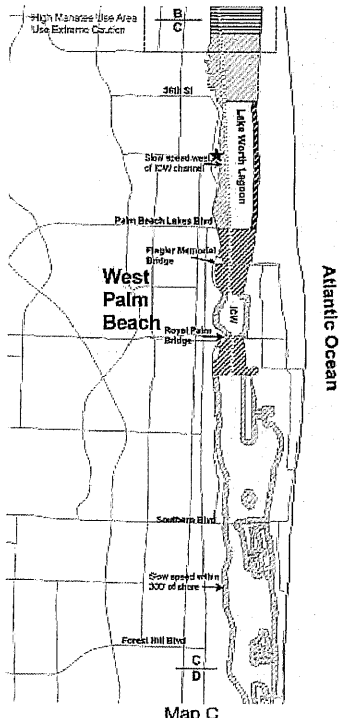 High Manatee Use Area
Use Extreme Caution
B
C
36th St
Lake Worth Lagoon
Slow speed west
of ICW channel
Palm Beach Lakes Blvd
Flagler Memorial
Bridge
West
Palm
Beach
ICW
Atlantic Ocean
Royal Palm
Bridge
Southern Blvd
Slow speed within
300' of shore
Forest Hill Blvd
C
D
Map C